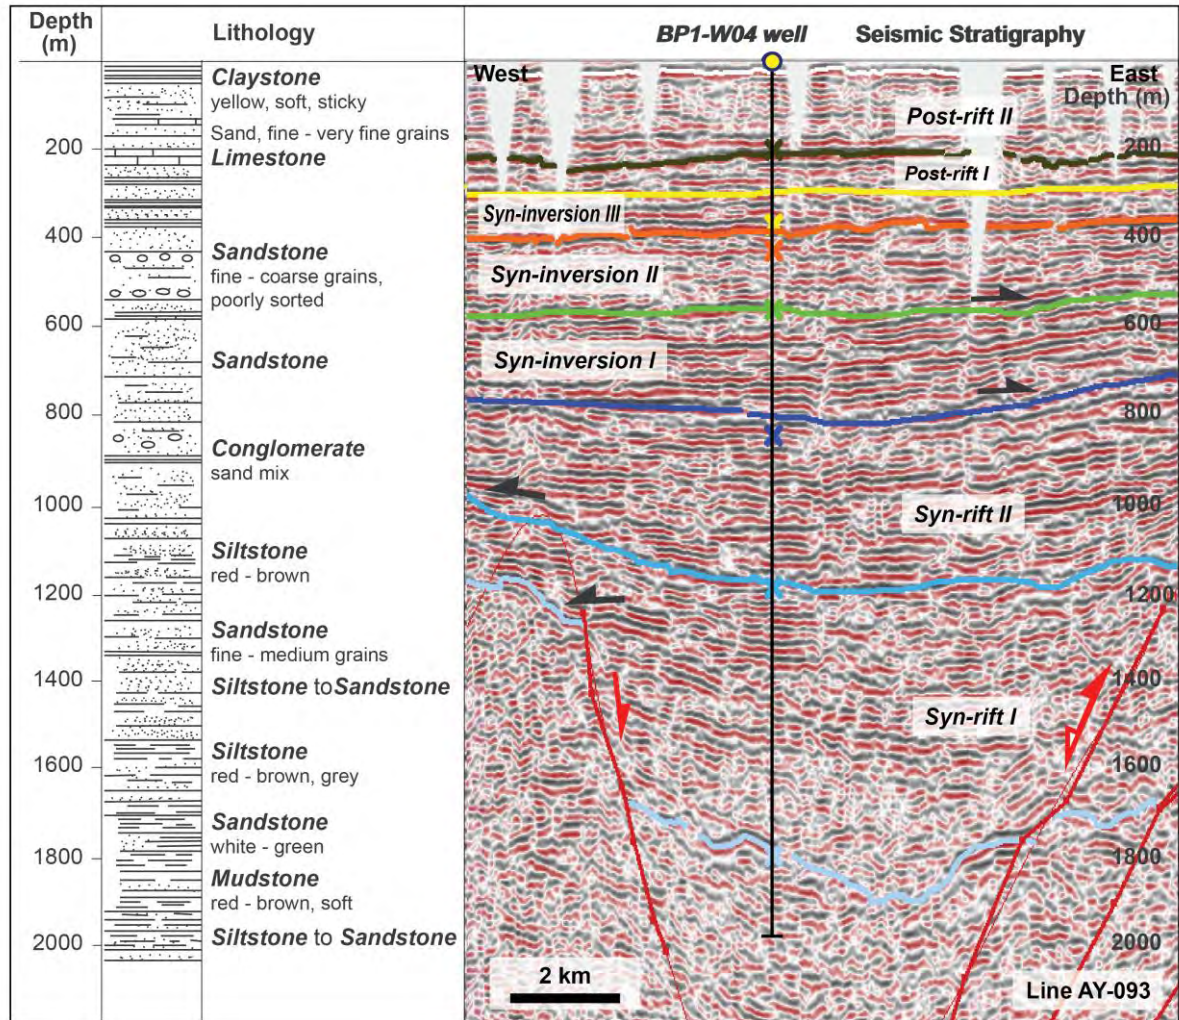 Depth
(m)
Lithology
BP1-W04 well
Seismic Stratigraphy
Claystone
yellow, soft, sticky
Sand, fine - very fine grains
200
Limestone
400
Sandstone
fine - coarse grains,
poorly sorted
600
Sandstone
800
Conglomerate
sand mix
1000
Siltstone
red - brown
1200
Sandstone
fine - medium grains
1400
Siltstone to Sandstone
1600
Siltstone
red - brown, grey
Sandstone
white - green
1800
Mudstone
red - brown, soft
2000
Siltstone to Sandstone
West
East
Depth (m)
Post-rift II
200
Post-rift I
Syn-inversion III
400
Syn-inversion II
600
Syn-inversion I
800
1000
Syn-rift II
1200
1400
Syn-rift I
1600
1800
2000
2 km
Line AY-093